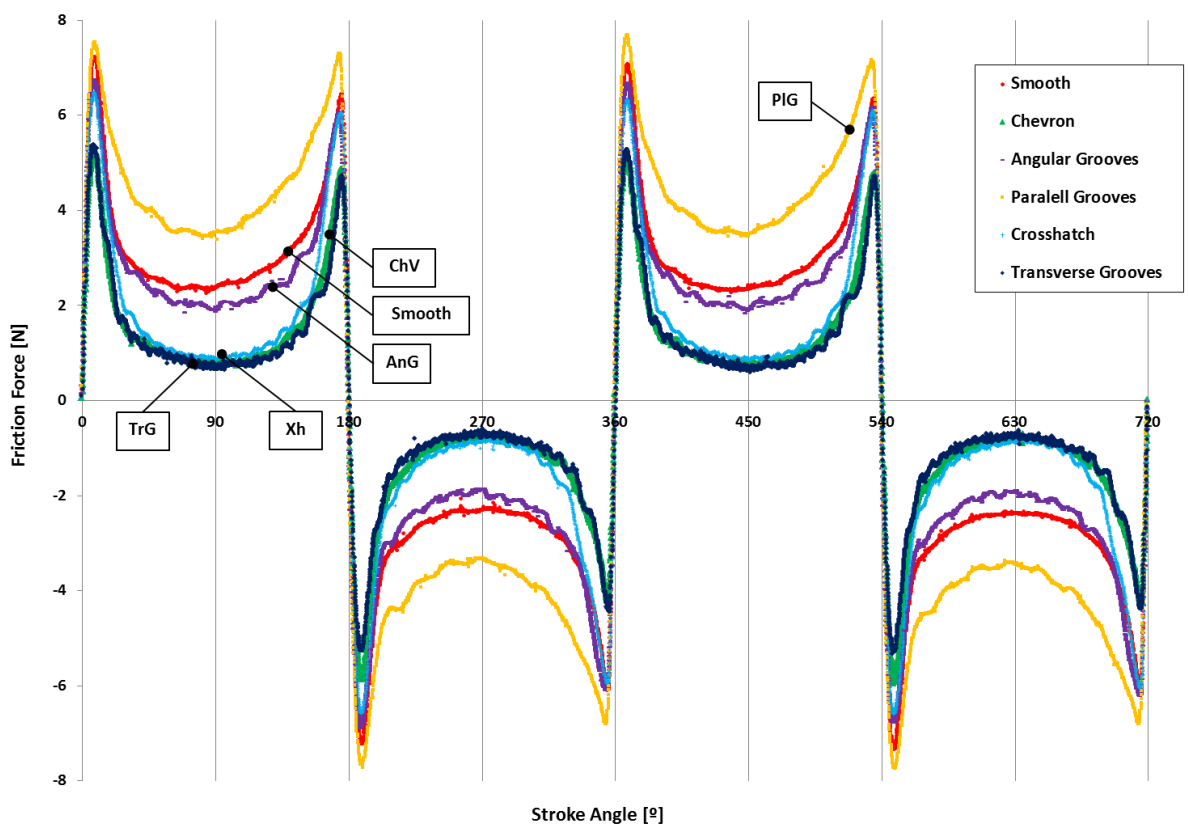 8
6
4
2
0
-2
-4
-6
-8
Friction Force [N]
0
90
180
270
360
450
540
630
720
Stroke Angle [º]
PlG
ChV
Smooth
AnG
TrG
Xh
Smooth
Chevron
Angular Grooves
Paralell Grooves
Crosshatch
Transverse Grooves